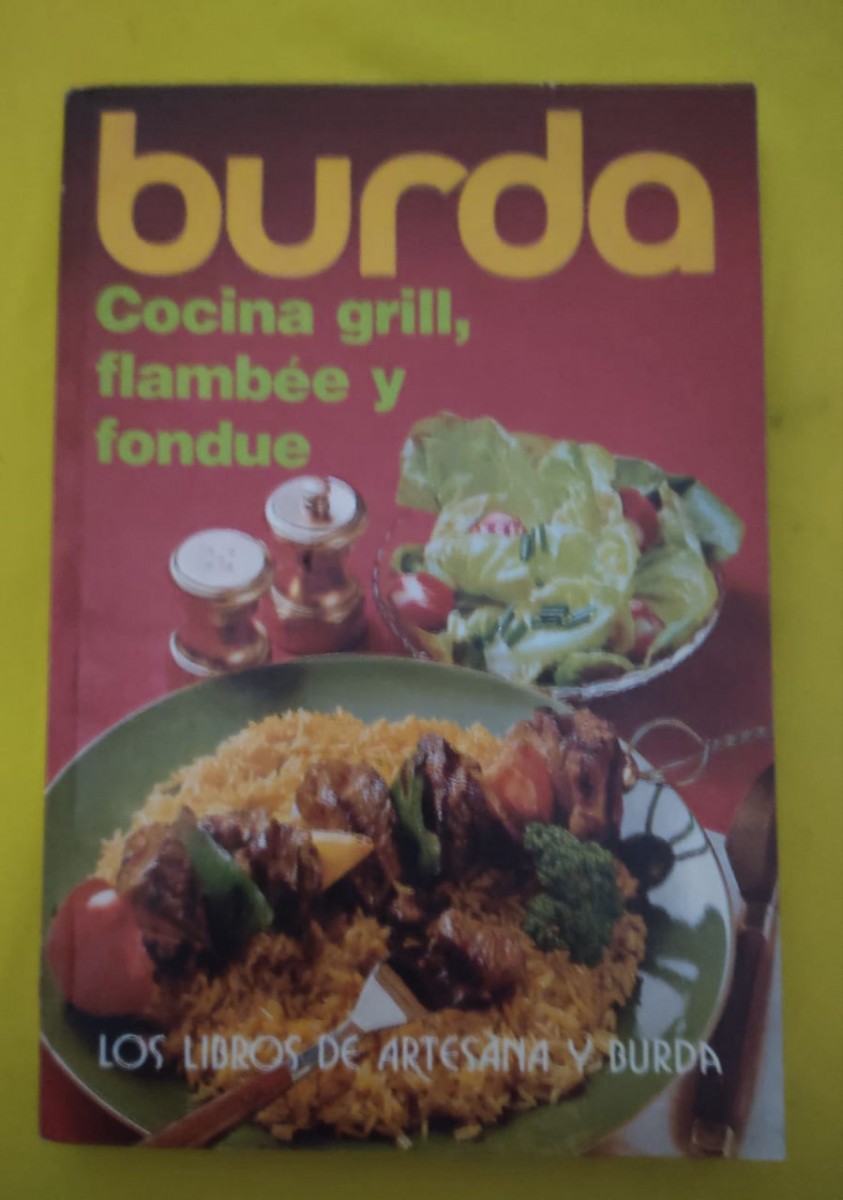 burda
Cocina grill,
flambée y
fondue
LOS LIBROS DE ARTESANA Y BURDA